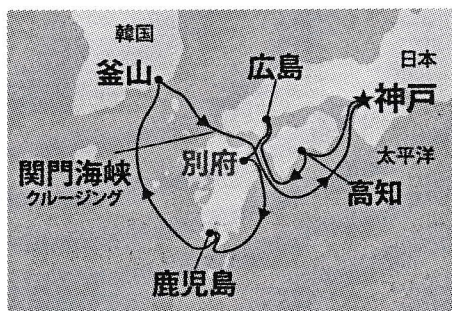 韓国
釜山
広島
日本
★神戸
関門海峡
クルージング
別府
太平洋
高知
鹿児島